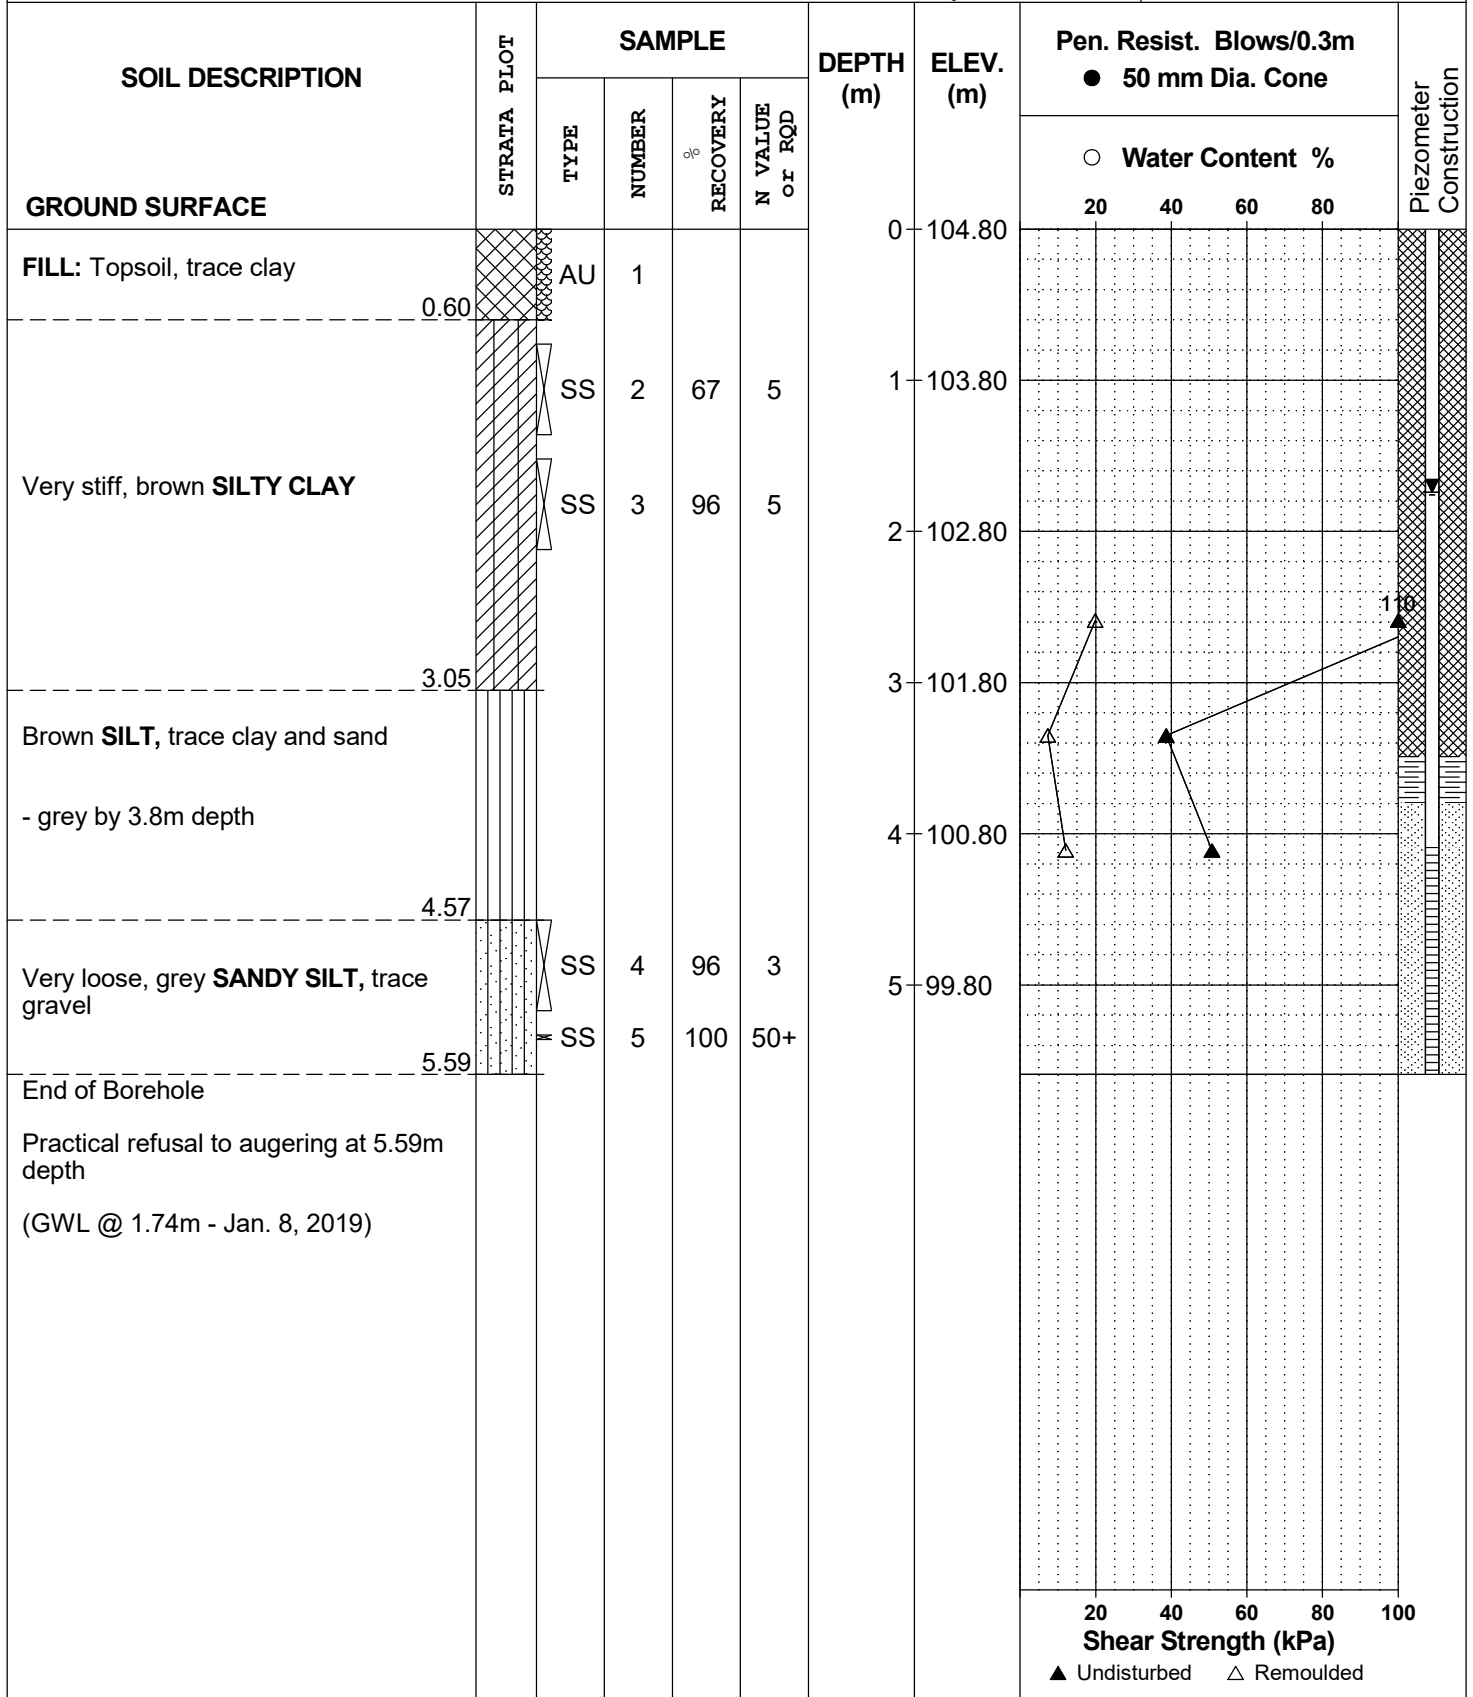 SOIL DESCRIPTION
GROUND SURFACE
STRATA PLOT
SAMPLE
TYPE
NUMBER
% RECOVERY
N VALUE or RQD
DEPTH (m)
ELEV. (m)
Pen. Resist. Blows/0.3m
● 50 mm Dia. Cone
○ Water Content %
20 40 60 80
Piezometer Construction
0 104.80
FILL: Topsoil, trace clay
0.60
AU 1
SS 2 67 5
1 103.80
Very stiff, brown SILTY CLAY
SS 3 96 5
2 102.80
110
3.05
3 101.80
Brown SILT, trace clay and sand
- grey by 3.8m depth
4 100.80
4.57
Very loose, grey SANDY SILT, trace
gravel
SS 4 96 3
5 99.80
SS 5 100 50+
5.59
End of Borehole
Practical refusal to augering at 5.59m
depth
(GWL @ 1.74m - Jan. 8, 2019)
20 40 60 80 100
Shear Strength (kPa)
▲ Undisturbed △ Remoulded